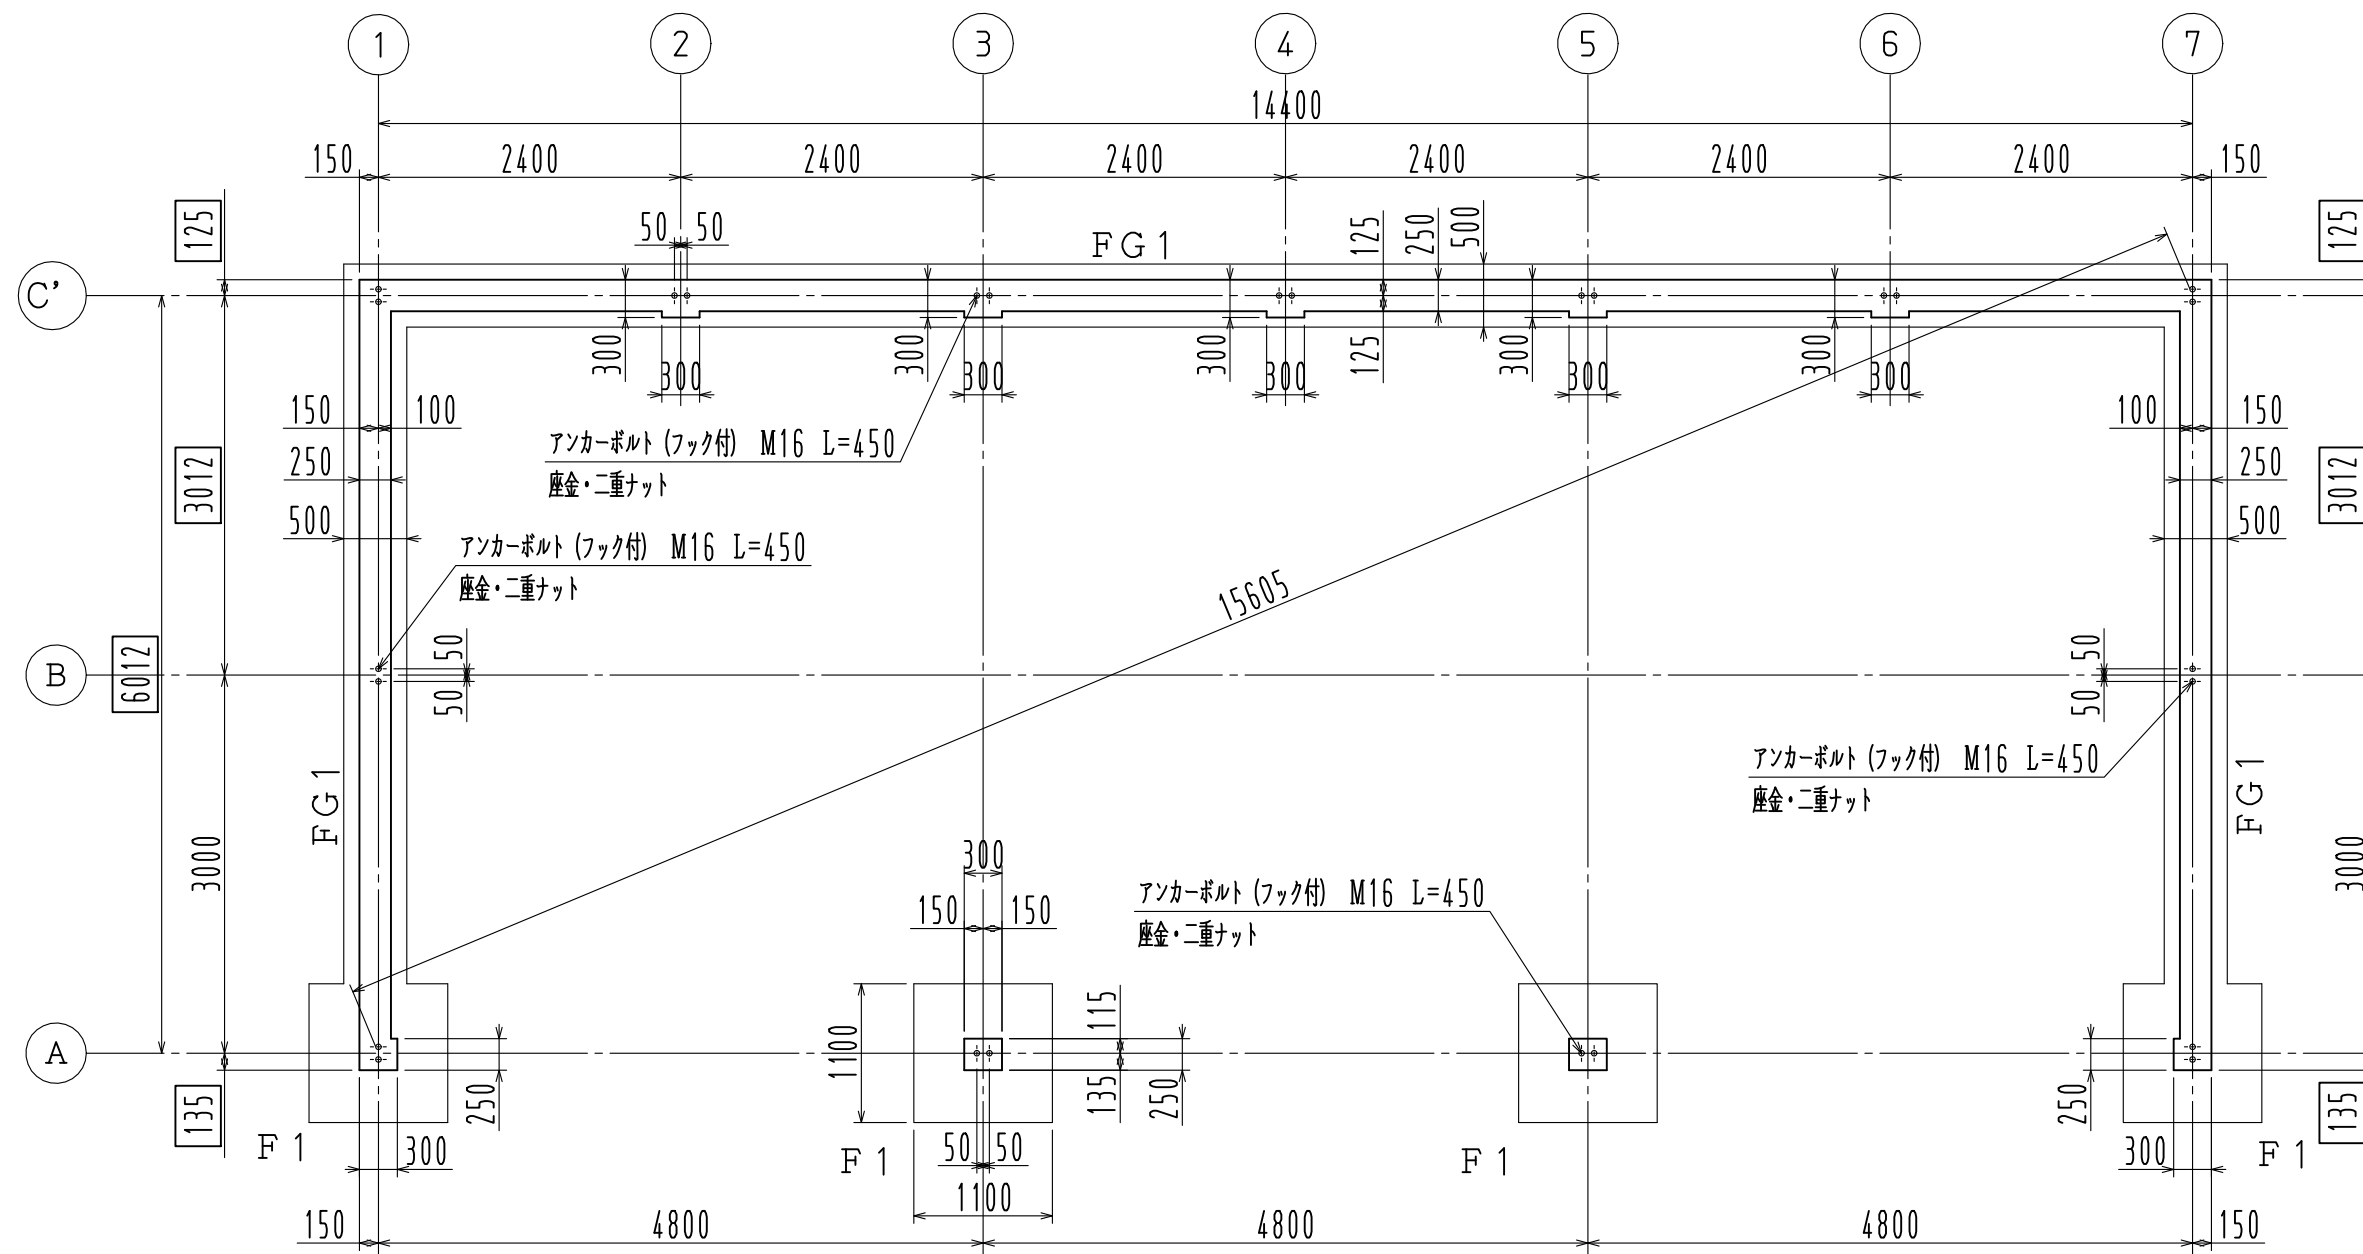 1 2 3 4 5 6 7
14400
150 2400 2400 2400 2400 2400 2400 150
125 50 50 FG1 125 250 500 125
C'
300 300 300 125 300 300
300 300 300 300 300
150 100 100 150
アンカーボルト (フック付) M16 L=450
座金・二重ナット
3012 250 250 3012
500 500
アンカーボルト (フック付) M16 L=450
座金・二重ナット
15605
50 50
B
6012
50 50
アンカーボルト (フック付) M16 L=450
座金・二重ナット
FG1 FG1
3000 300 3000
アンカーボルト (フック付) M16 L=450
座金・二重ナット
150 150
115
1100
A
135 250 135 250 250 135
F1 300 F1 50 50 F1 300 F1
1100
150 4800 4800 4800 150